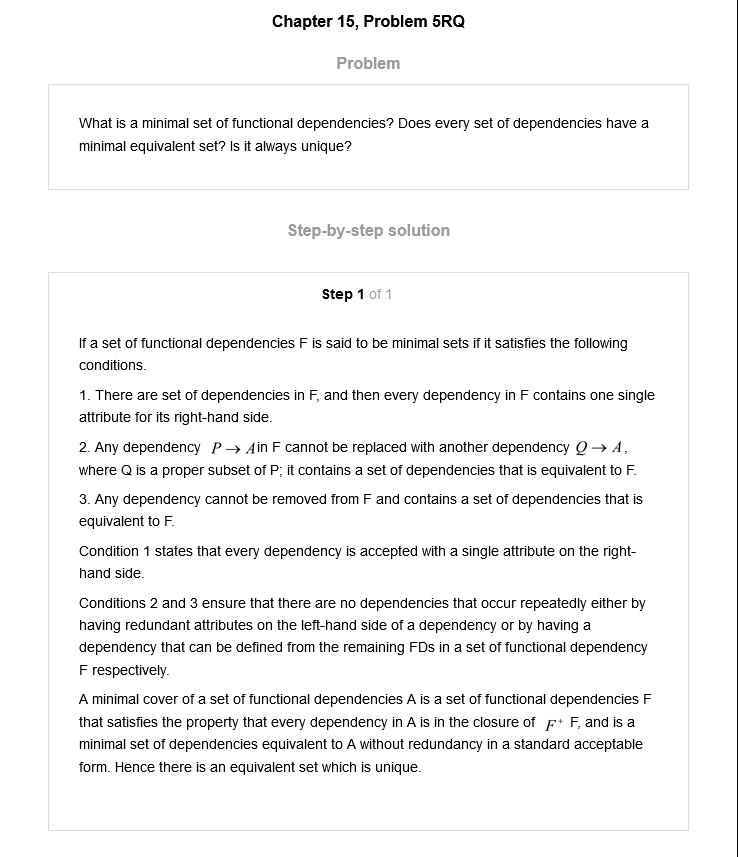 Chapter 15, Problem 5RQ
Problem
What is a minimal set of functional dependencies? Does every set of dependencies have a
minimal equivalent set? Is it always unique?
Step-by-step solution
Step 1 of 1
If a set of functional dependencies F is said to be minimal sets if it satisfies the following
conditions.
1. There are set of dependencies in F, and then every dependency in F contains one single
attribute for its right-hand side.
2. Any dependency P → A in F cannot be replaced with another dependency Q → A,
where Q is a proper subset of P; it contains a set of dependencies that is equivalent to F.
3. Any dependency cannot be removed from F and contains a set of dependencies that is
equivalent to F.
Condition 1 states that every dependency is accepted with a single attribute on the right-
hand side.
Conditions 2 and 3 ensure that there are no dependencies that occur repeatedly either by
having redundant attributes on the left-hand side of a dependency or by having a
dependency that can be defined from the remaining FDs in a set of functional dependency
F respectively.
A minimal cover of a set of functional dependencies A is a set of functional dependencies F
that satisfies the property that every dependency in A is in the closure of F⁺ F, and is a
minimal set of dependencies equivalent to A without redundancy in a standard acceptable
form. Hence there is an equivalent set which is unique.